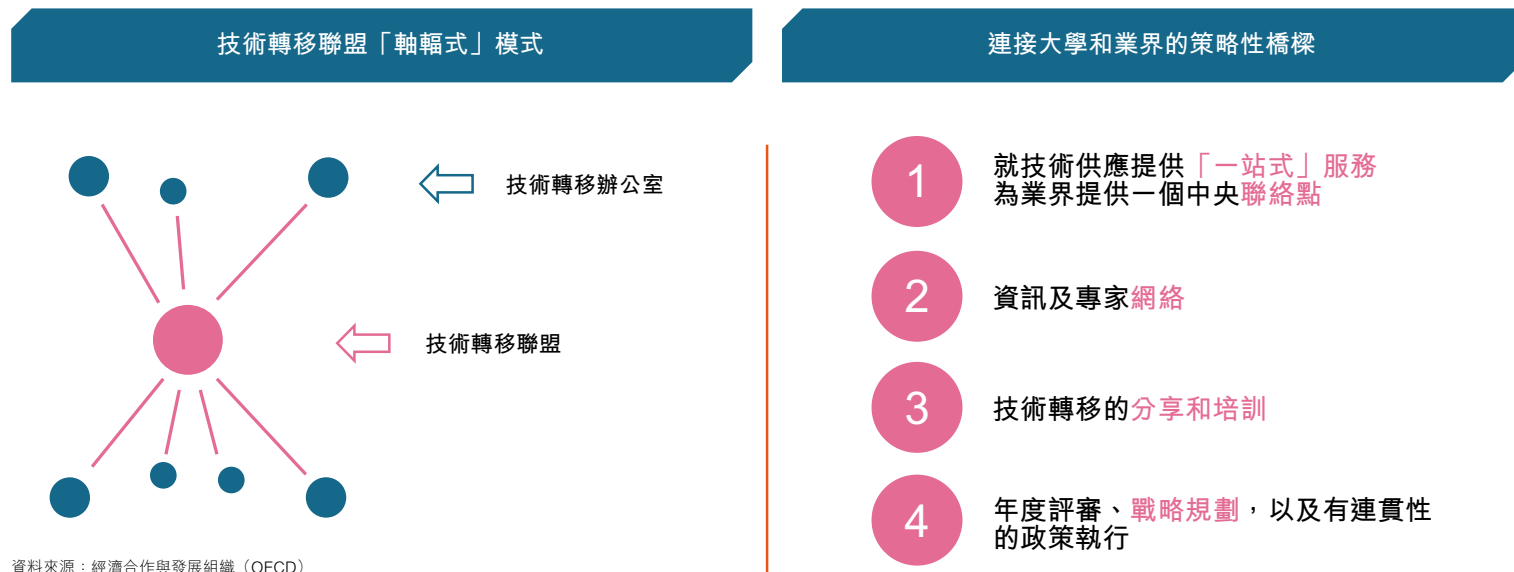 技術轉移聯盟「軸輻式」模式
技術轉移辦公室
技術轉移聯盟
資料來源：經濟合作與發展組織（OECD）
連接大學和業界的策略性橋樑
1
就技術供應提供「一站式」服務
為業界提供一個中央聯絡點
2
資訊及專家網絡
3
技術轉移的分享和培訓
4
年度評審、戰略規劃，以及有連貫性
的政策執行